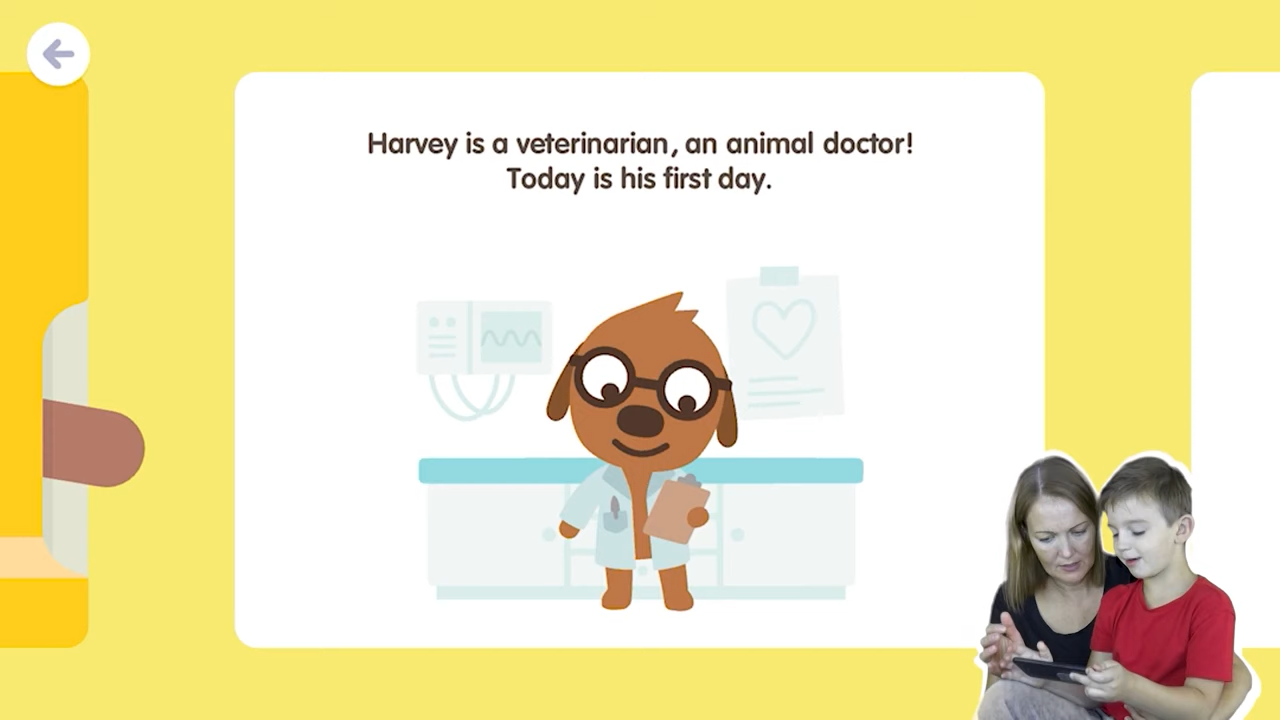 Harvey is a veterinarian, an animal doctor!
Today is his first day.